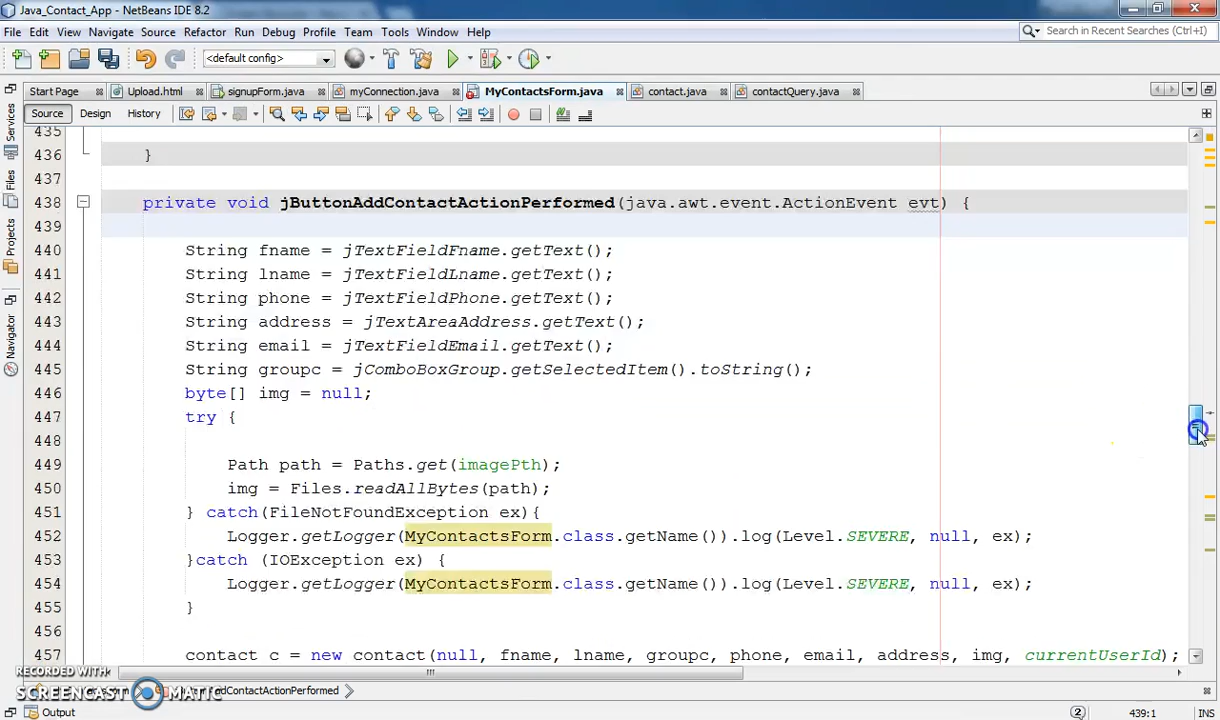 Java_Contact_App - NetBeans IDE 8.2
File Edit View Navigate Source Refactor Run Debug Profile Team Tools Window Help
Search in Recent Searches (Ctrl+I)
<default config>
Start Page Upload.html signupForm.java myConnection.java MyContactsForm.java contact.java contactQuery.java
Source Design History
Services
Files
Projects
Navigator
435
436 }
437
438 private void jButtonAddContactActionPerformed(java.awt.event.ActionEvent evt) {
439
440 String fname = jTextFieldFname.getText();
441 String lname = jTextFieldLname.getText();
442 String phone = jTextFieldPhone.getText();
443 String address = jTextAreaAddress.getText();
444 String email = jTextFieldEmail.getText();
445 String groupc = jComboBoxGroup.getSelectedItem().toString();
446 byte[] img = null;
447 try {
448
449 Path path = Paths.get(imagePth);
450 img = Files.readAllBytes(path);
451 } catch(FileNotFoundException ex){
452 Logger.getLogger(MyContactsForm.class.getName()).log(Level.SEVERE, null, ex);
453 }catch (IOException ex) {
454 Logger.getLogger(MyContactsForm.class.getName()).log(Level.SEVERE, null, ex);
455 }
456
457 contact c = new contact(null, fname, lname, groupc, phone, email, address, img, currentUserId);
RECORDED WITH
SCREENCAST MATIC
AddContactActionPerformed
Output
2
439:1
INS